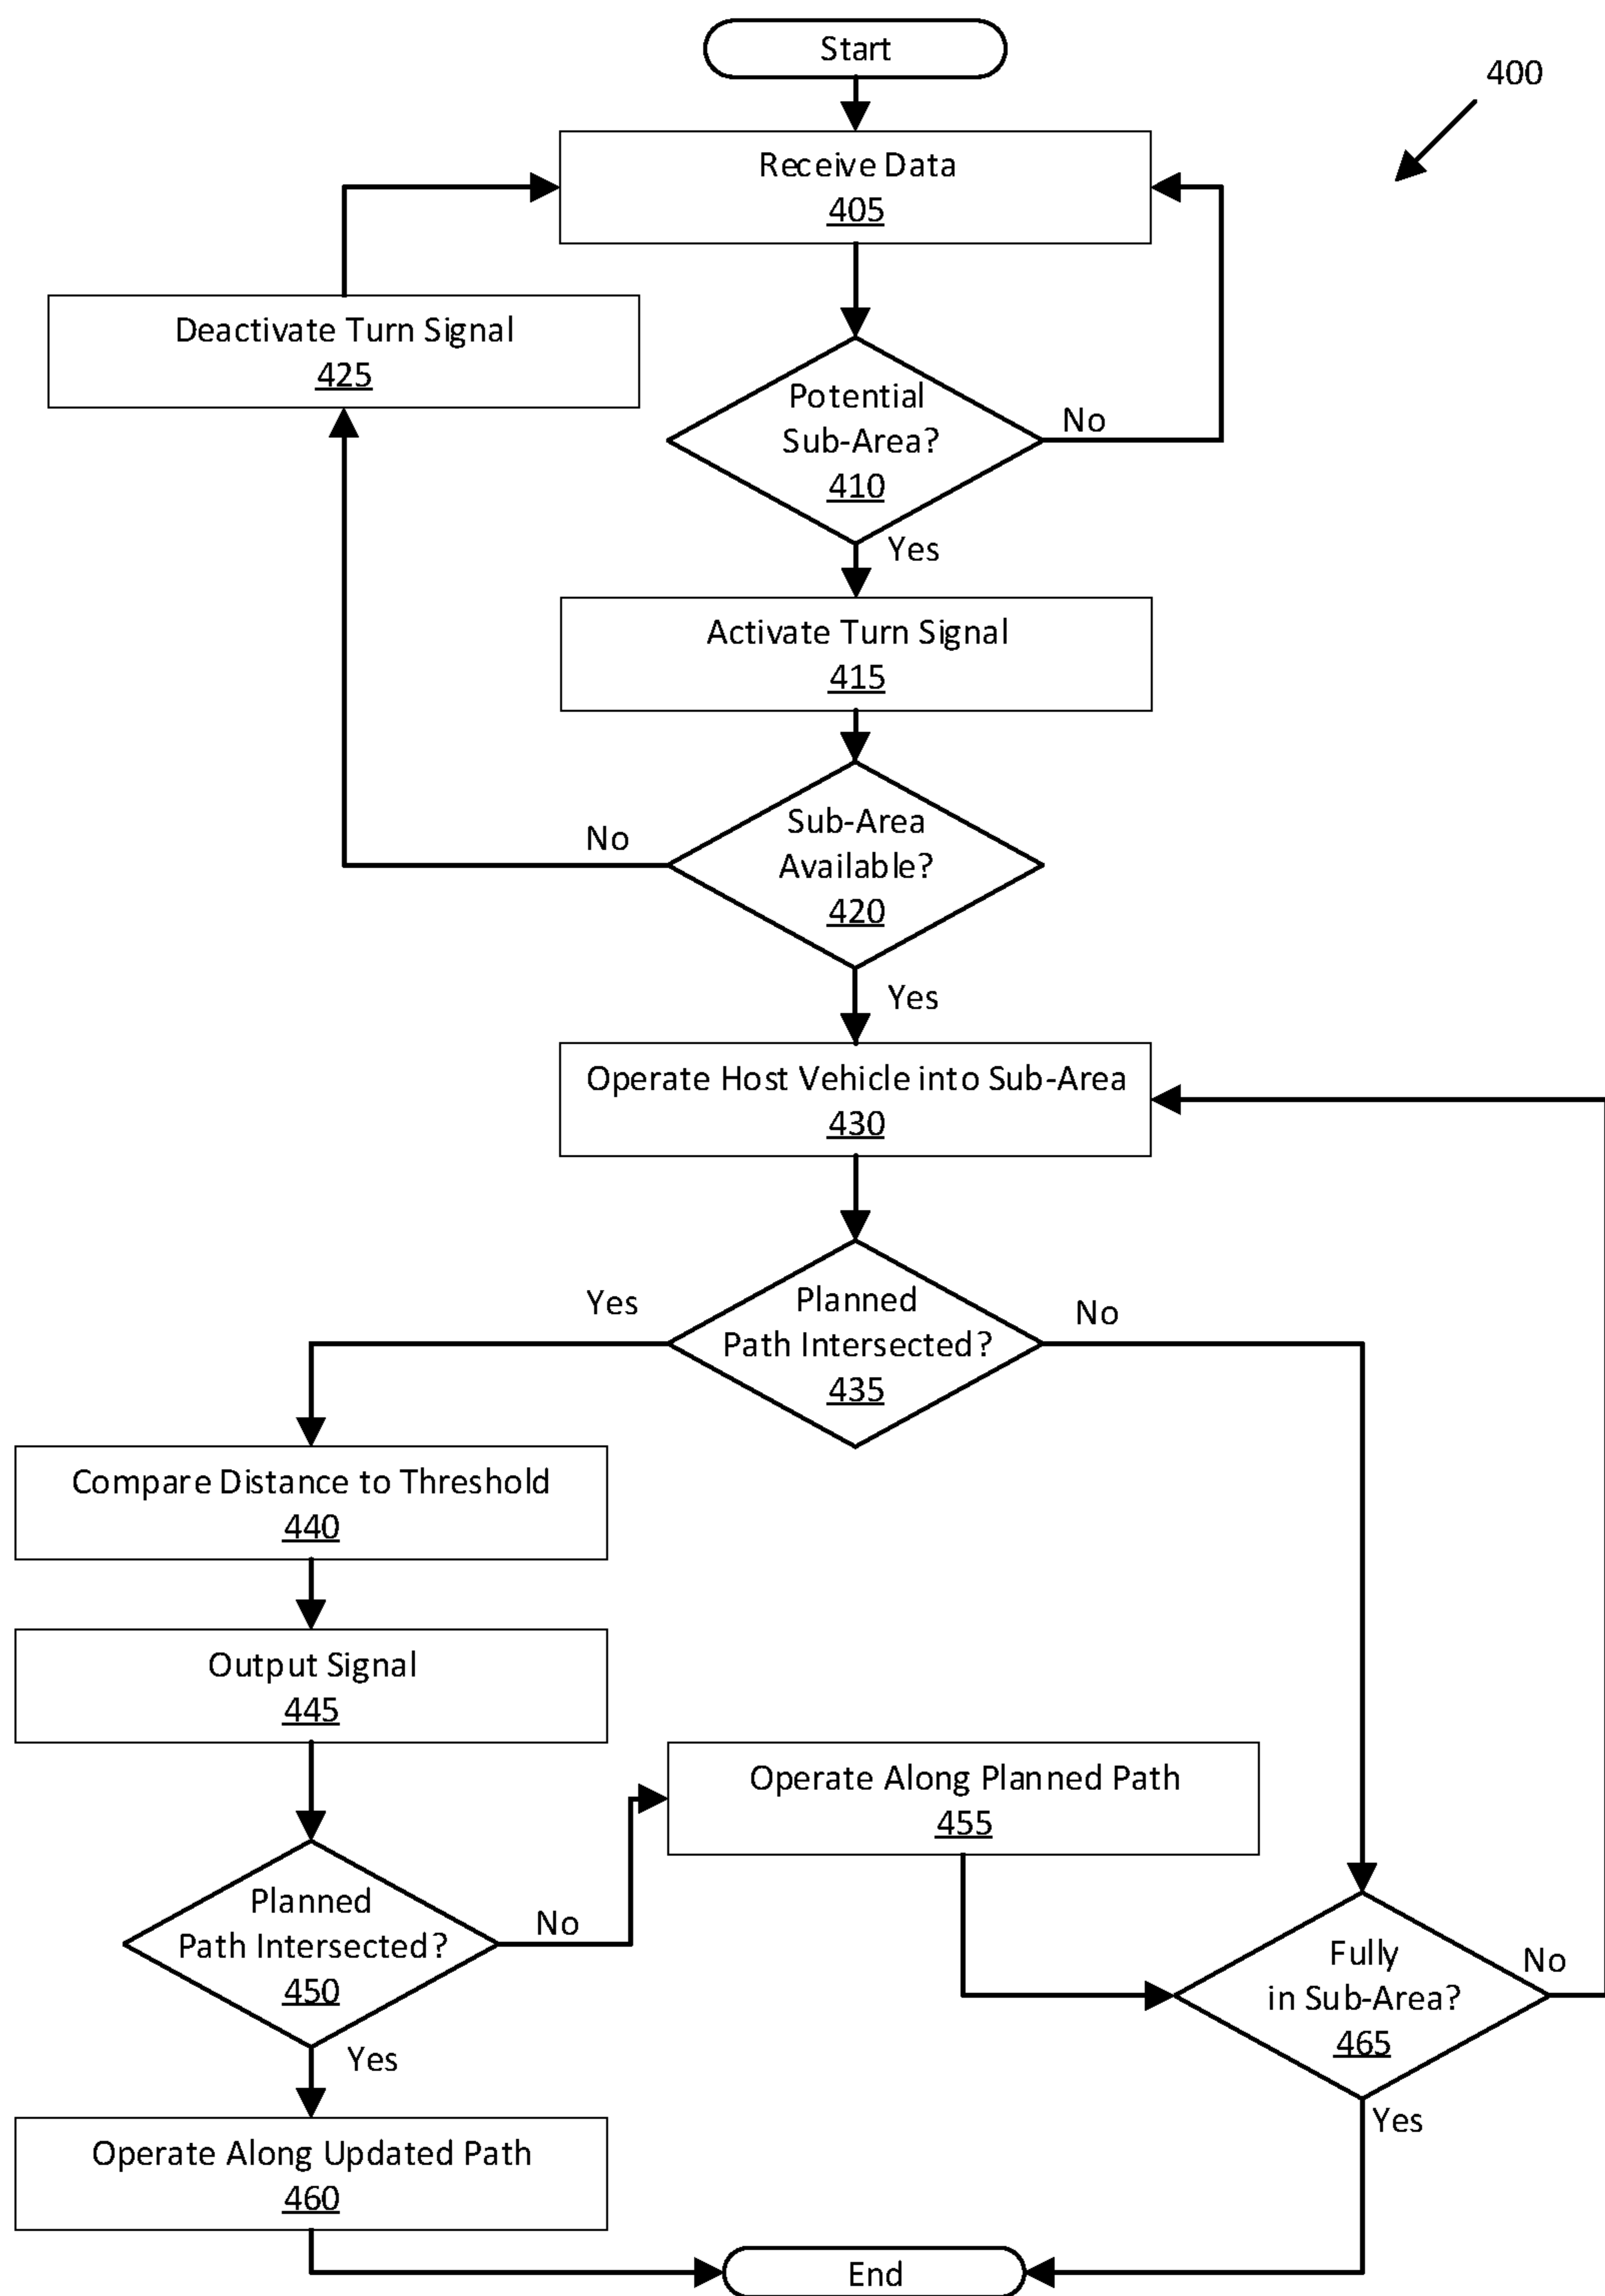 Start
400
Receive Data
405
Deactivate Turn Signal
425
Potential
Sub-Area?
410
No
Yes
Activate Turn Signal
415
Sub-Area
Available?
420
No
Yes
Operate Host Vehicle into Sub-Area
430
Planned
Path Intersected?
435
Yes
No
Compare Distance to Threshold
440
Output Signal
445
Operate Along Planned Path
455
Planned
Path Intersected?
450
No
Yes
Fully
in Sub-Area?
465
No
Yes
Operate Along Updated Path
460
End